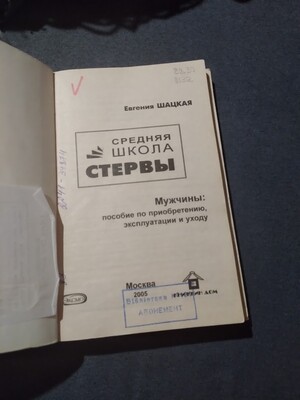 Евгения ШАЦКАЯ
СРЕДНЯЯ
ШКОЛА
СТЕРВЫ
Мужчины:
пособие по приобретению,
эксплуатации и уходу
Москва
2005
АБОНЕМЕНТ